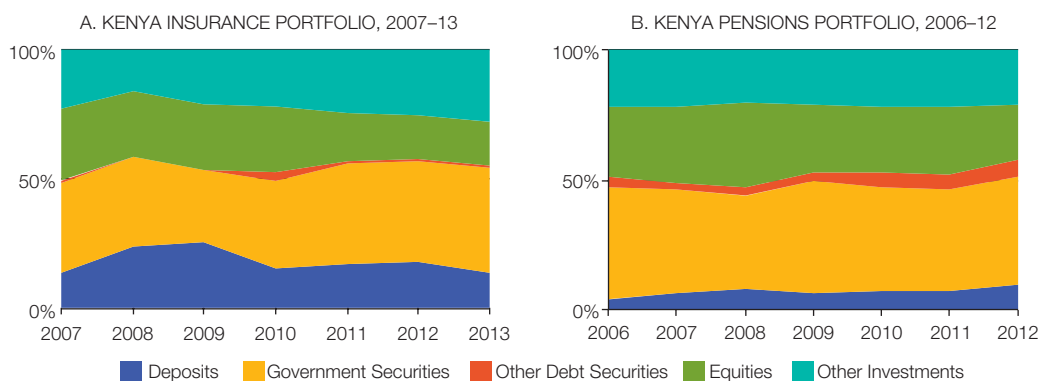 A. KENYA INSURANCE PORTFOLIO, 2007–13
100%
50%
0%
2007 2008 2009 2010 2011 2012 2013
B. KENYA PENSIONS PORTFOLIO, 2006–12
100%
50%
0%
2006 2007 2008 2009 2010 2011 2012
Deposits Government Securities Other Debt Securities Equities Other Investments